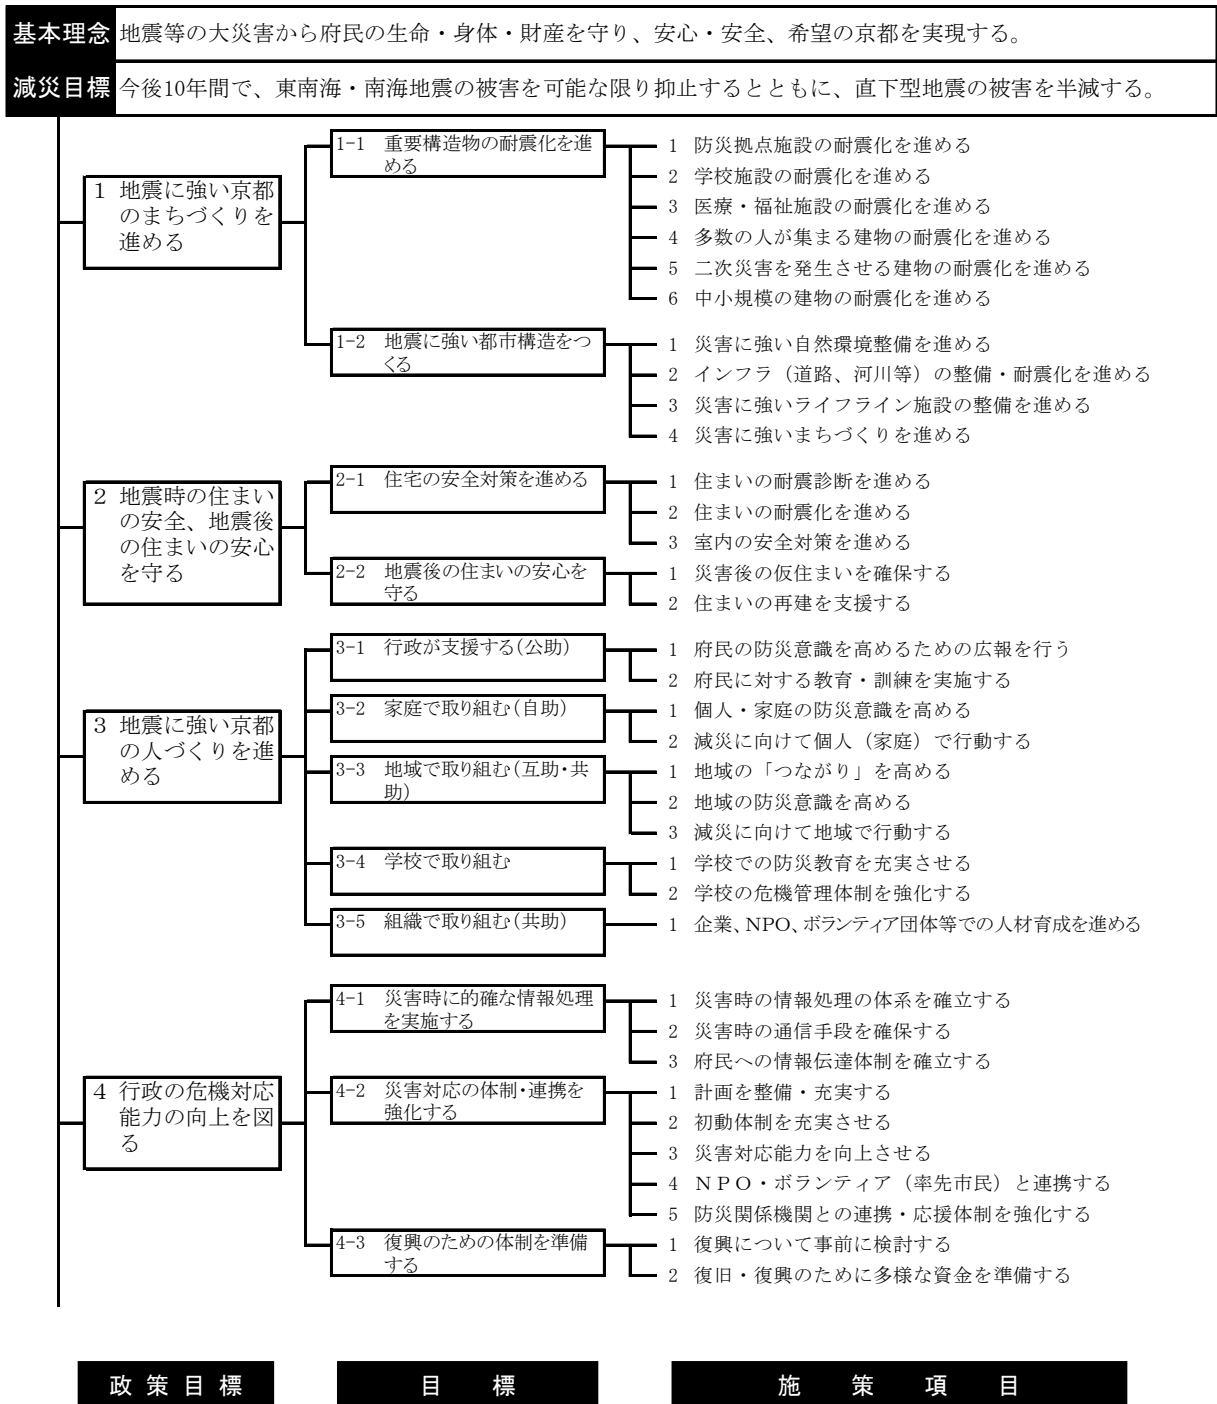 基本理念 地震等の大災害から府民の生命・身体・財産を守り、安心・安全、希望の京都を実現する。
減災目標 今後10年間で、東南海・南海地震の被害を可能な限り抑止するとともに、直下型地震の被害を半減する。
1 地震に強い京都
のまちづくりを
進める
1-1 重要構造物の耐震化を進
める
1 防災拠点施設の耐震化を進める
2 学校施設の耐震化を進める
3 医療・福祉施設の耐震化を進める
4 多数の人が集まる建物の耐震化を進める
5 二次災害を発生させる建物の耐震化を進める
6 中小規模の建物の耐震化を進める
1-2 地震に強い都市構造をつ
くる
1 災害に強い自然環境整備を進める
2 インフラ（道路、河川等）の整備・耐震化を進める
3 災害に強いライフライン施設の整備を進める
4 災害に強いまちづくりを進める
2 地震時の住まい
の安全、地震後
の住まいの安心
を守る
2-1 住宅の安全対策を進める
1 住まいの耐震診断を進める
2 住まいの耐震化を進める
3 室内の安全対策を進める
2-2 地震後の住まいの安心を
守る
1 災害後の仮住まいを確保する
2 住まいの再建を支援する
3 地震に強い京都
の人づくりを進
める
3-1 行政が支援する(公助)
1 府民の防災意識を高めるための広報を行う
2 府民に対する教育・訓練を実施する
3-2 家庭で取り組む(自助)
1 個人・家庭の防災意識を高める
2 減災に向けて個人（家庭）で行動する
3-3 地域で取り組む(互助・共
助)
1 地域の「つながり」を高める
2 地域の防災意識を高める
3 減災に向けて地域で行動する
3-4 学校で取り組む
1 学校での防災教育を充実させる
2 学校の危機管理体制を強化する
3-5 組織で取り組む(共助)
1 企業、NPO、ボランティア団体等での人材育成を進める
4 行政の危機対応
能力の向上を図
る
4-1 災害時に的確な情報処理
を実施する
1 災害時の情報処理の体系を確立する
2 災害時の通信手段を確保する
3 府民への情報伝達体制を確立する
4-2 災害対応の体制・連携を
強化する
1 計画を整備・充実する
2 初動体制を充実させる
3 災害対応能力を向上させる
4 ＮＰＯ・ボランティア（率先市民）と連携する
5 防災関係機関との連携・応援体制を強化する
4-3 復興のための体制を準備
する
1 復興について事前に検討する
2 復旧・復興のために多様な資金を準備する
政策目標 目標 施策項目